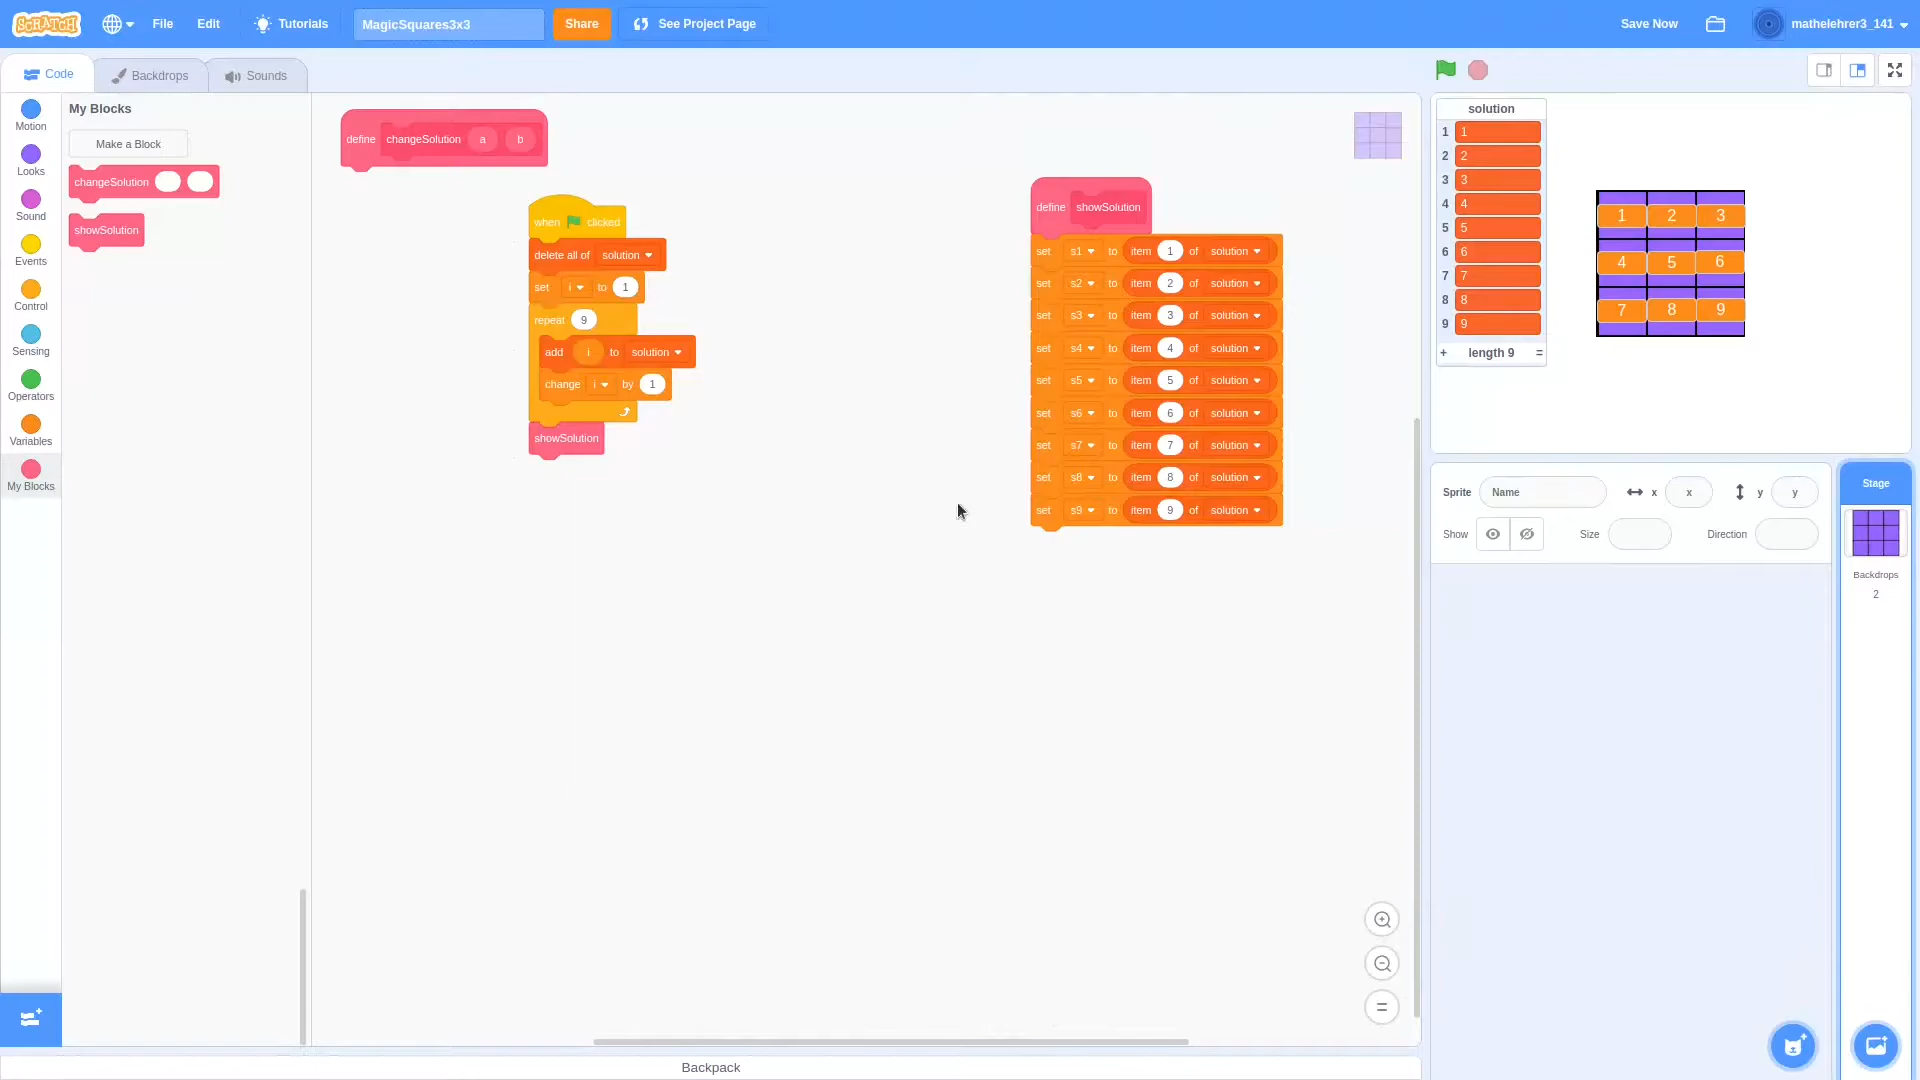 SCRATCH File Edit Tutorials MagicSquares3x3 Share See Project Page Save Now mathelehrer3_141
Code Backdrops Sounds
My Blocks
Make a Block
changeSolution
showSolution
Motion
Looks
Sound
Events
Control
Sensing
Operators
Variables
My Blocks
define changeSolution a b
when clicked
delete all of solution
set i to 1
repeat 9
add i to solution
change i by 1
showSolution
define showSolution
set s1 to item 1 of solution
set s2 to item 2 of solution
set s3 to item 3 of solution
set s4 to item 4 of solution
set s5 to item 5 of solution
set s6 to item 6 of solution
set s7 to item 7 of solution
set s8 to item 8 of solution
set s9 to item 9 of solution
solution
1 1
2 2
3 3
4 4
5 5
6 6
7 7
8 8
9 9
+ length 9 =
1 2 3
4 5 6
7 8 9
Sprite Name x x y y
Show Size Direction
Stage
Backdrops
2
Backpack